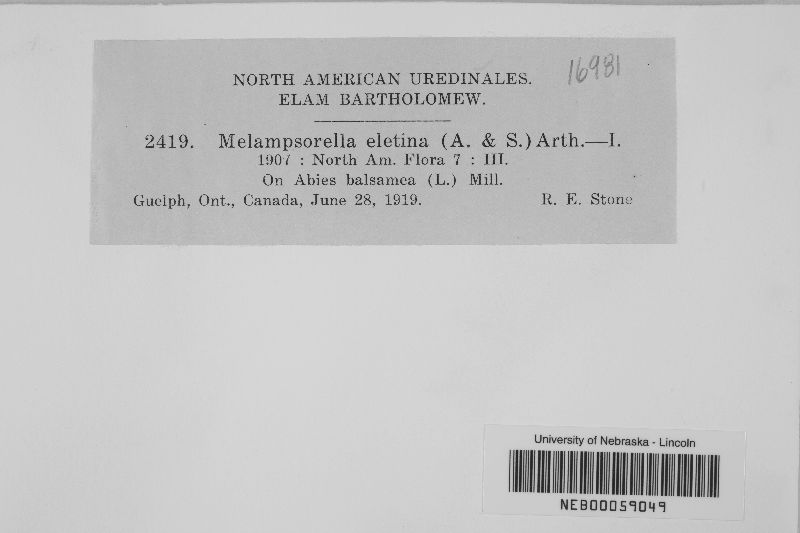 16981
NORTH AMERICAN UREDINALES.
ELAM BARTHOLOMEW.
2419. Melampsorella eletina (A. & S.) Arth.—I.
1907 : North Am. Flora 7 : III.
On Abies balsamea (L.) Mill.
Guelph, Ont., Canada, June 28, 1919. R. E. Stone
University of Nebraska - Lincoln
NEB00059049